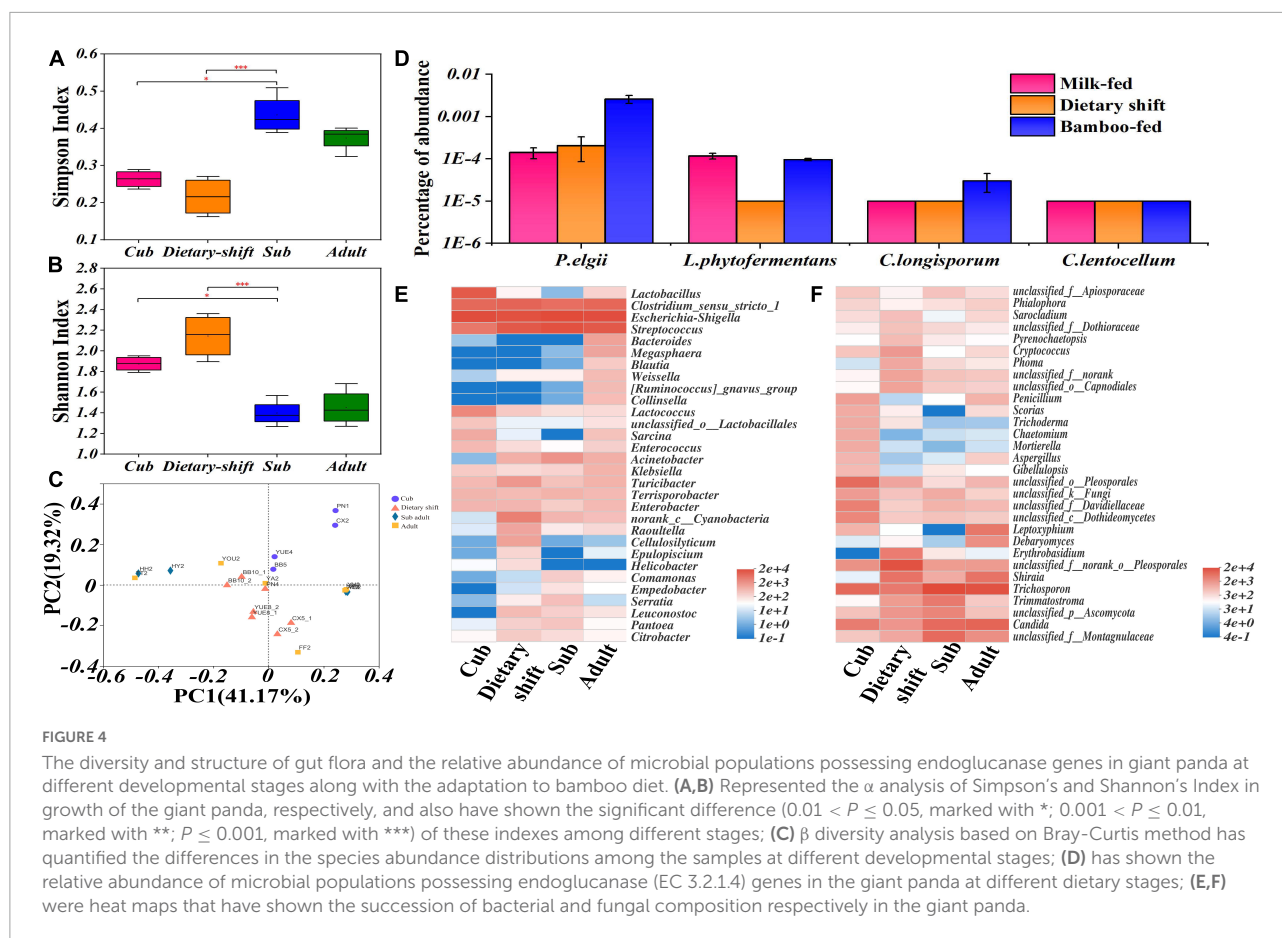 A
Simpson Index
0.6
0.5
0.4
0.3
0.2
0.1
*
***
Cub Dietary-shift Sub Adult
B
Shannon Index
2.8
2.6
2.4
2.2
2.0
1.8
1.6
1.4
1.2
1.0
*
***
Cub Dietary-shift Sub Adult
C
PC2(19.32%)
0.4
0.2
0
−0.2
−0.4
PN1
CX2
YUE4
BB5
YOU2
HY2
HH2
BB10_1
BB10_2
YA2
PN4
YUE8_2
YUE8_1
CX5_1
CX5_2
FF2
Cub
Dietary shift
Sub adult
Adult
−0.6 −0.4 −0.2 0 0.2 0.4
PC1(41.17%)
D
Percentage of abundance
0.01
0.001
1E-4
1E-5
1E-6
Milk-fed
Dietary shift
Bamboo-fed
P.elgii L.phytofermentans C.longisporum C.lentocellum
E
Lactobacillus
Clostridium_sensu_stricto_1
Escherichia-Shigella
Streptococcus
Bacteroides
Megasphaera
Blautia
Weissella
[Ruminococcus]_gnavus_group
Collinsella
Lactococcus
unclassified_o__Lactobacillales
Sarcina
Enterococcus
Acinetobacter
Klebsiella
Turicibacter
Terrisporobacter
Enterobacter
norank_c__Cyanobacteria
Raoultella
Cellulosilyticum
Epulopiscium
Helicobacter
Comamonas
Empedobacter
Serratia
Leuconostoc
Pantoea
Citrobacter
2e+4
2e+3
1e+2
1e+1
1e+0
1e-1
Cub
Dietary
shift
Sub
Adult
F
unclassified_f__Apiosporaceae
Phialophora
Sarocladium
unclassified_f__Dothioraceae
Pyrenochaetopsis
Cryptococcus
Phoma
unclassified_f__norank
unclassified_o__Capnodiales
Penicillium
Scorias
Trichoderma
Chaetomium
Mortierella
Aspergillus
Gibellulopsis
unclassified_o__Pleosporales
unclassified_k__Fungi
unclassified_f__Davidiellaceae
unclassified_c__Dothideomycetes
Leptoxyphium
Debaryomyces
Erythrobasidium
unclassified_f__norank_o__Pleosporales
Shiraia
Trichosporon
Trimmatostroma
unclassified_p__Ascomycota
Candida
unclassified_f__Montagnulaceae
2e+4
2e+3
3e+2
3e+1
4e+0
4e-1
Cub
Dietary
shift
Sub
Adult
FIGURE 4
The diversity and structure of gut flora and the relative abundance of microbial populations possessing endoglucanase genes in giant panda at
different developmental stages along with the adaptation to bamboo diet. (A,B) Represented the α analysis of Simpson's and Shannon's Index in
growth of the giant panda, respectively, and also have shown the significant difference (0.01 < P ≤ 0.05, marked with *; 0.001 < P ≤ 0.01,
marked with **; P ≤ 0.001, marked with ***) of these indexes among different stages; (C) β diversity analysis based on Bray-Curtis method has
quantified the differences in the species abundance distributions among the samples at different developmental stages; (D) has shown the
relative abundance of microbial populations possessing endoglucanase (EC 3.2.1.4) genes in the giant panda at different dietary stages; (E,F)
were heat maps that have shown the succession of bacterial and fungal composition respectively in the giant panda.